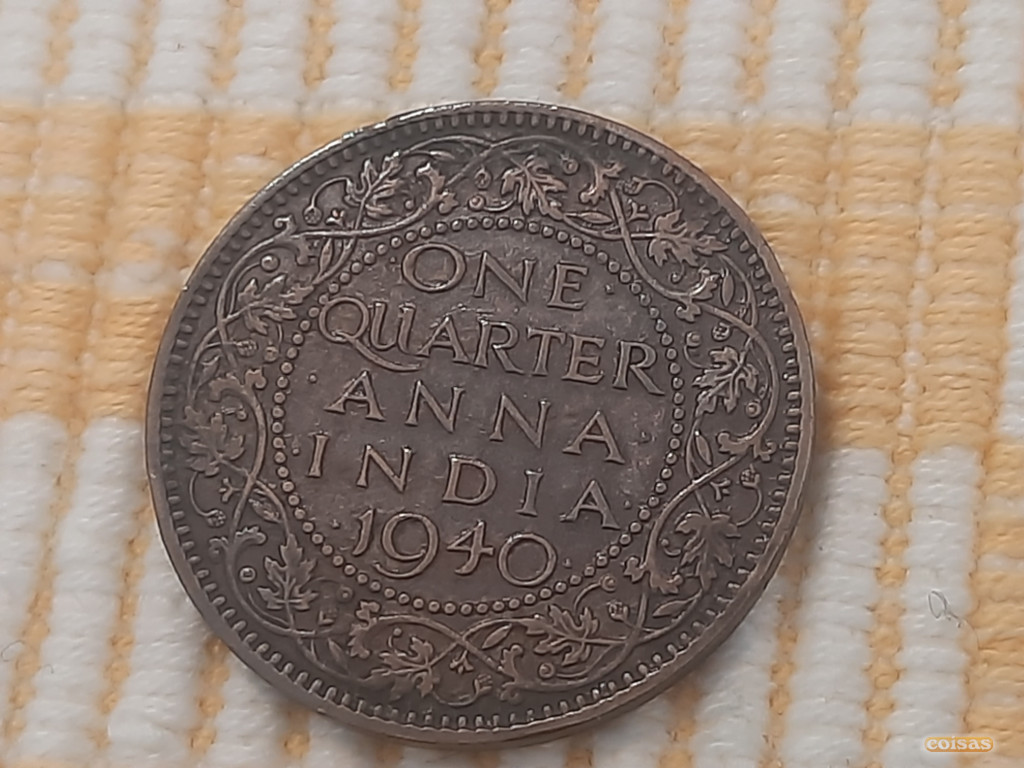 ONE
QUARTER
ANNA
INDIA
1940
coisas